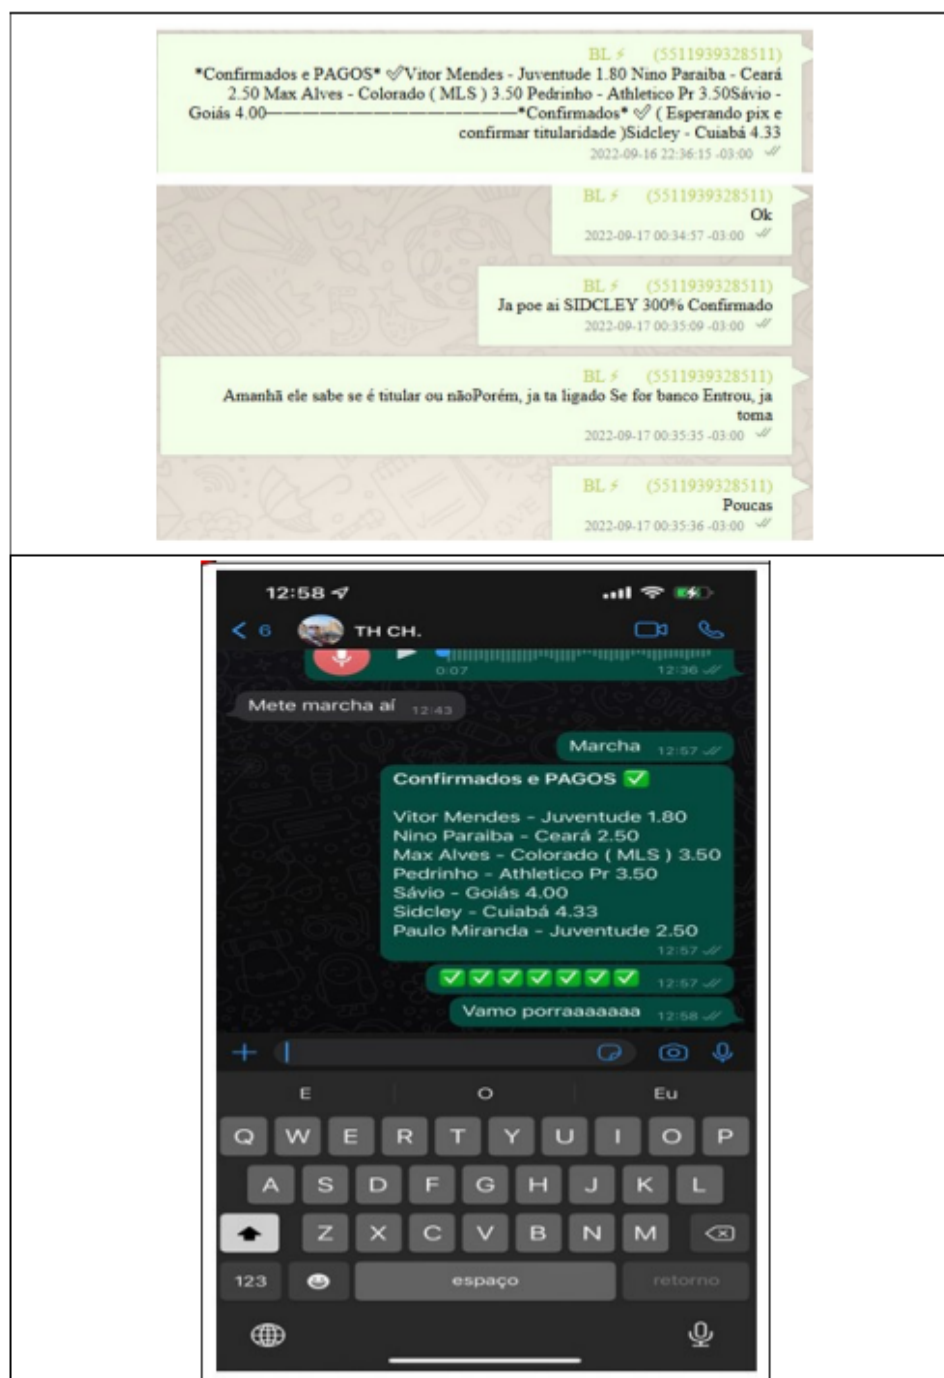 BL ⚡ (5511939328511)
*Confirmados e PAGOS* ✅Vitor Mendes - Juventude 1.80 Nino Paraiba - Ceará
2.50 Max Alves - Colorado ( MLS ) 3.50 Pedrinho - Athletico Pr 3.50Sávio -
Goiás 4.00————————————————*Confirmados* ✅ ( Esperando pix e
confirmar titularidade )Sidcley - Cuiabá 4.33
2022-09-16 22:36:15 -03:00
BL ⚡ (5511939328511)
Ok
2022-09-17 00:34:57 -03:00
BL ⚡ (5511939328511)
Ja poe ai SIDCLEY 300% Confirmado
2022-09-17 00:35:09 -03:00
BL ⚡ (5511939328511)
Amanhã ele sabe se é titular ou nãoPorém, ja ta ligado Se for banco Entrou, ja
toma
2022-09-17 00:35:35 -03:00
BL ⚡ (5511939328511)
Poucas
2022-09-17 00:35:36 -03:00
12:58
6 TH CH.
0:07 12:36
Mete marcha aí 12:43
Marcha 12:57
Confirmados e PAGOS ✅
Vitor Mendes - Juventude 1.80
Nino Paraiba - Ceará 2.50
Max Alves - Colorado ( MLS ) 3.50
Pedrinho - Athletico Pr 3.50
Sávio - Goiás 4.00
Sidcley - Cuiabá 4.33
Paulo Miranda - Juventude 2.50
12:57
✅✅✅✅✅✅✅ 12:57
Vamo porraaaaaaa 12:58
E O Eu
Q W E R T Y U I O P
A S D F G H J K L
Z X C V B N M
123 espaço retorno